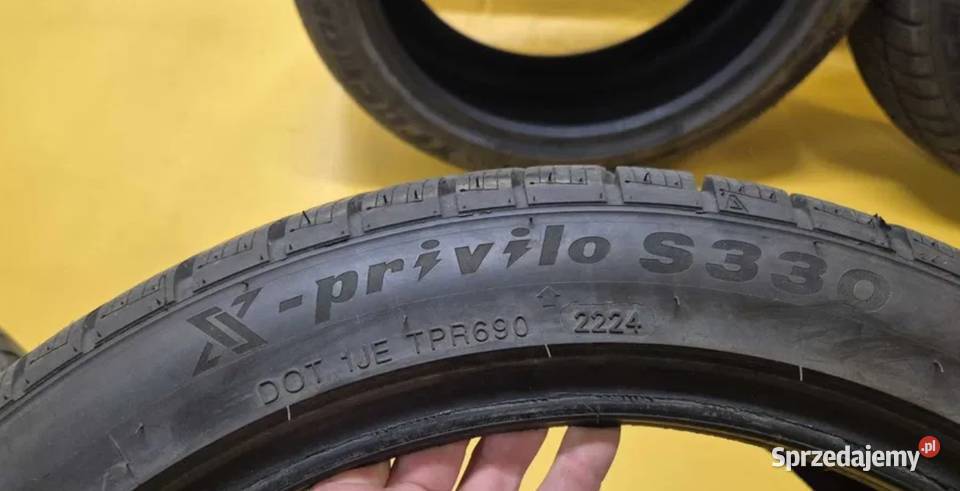 X-privilo S330
DOT 1JE TPR690 2224
Sprzedajemy.pl